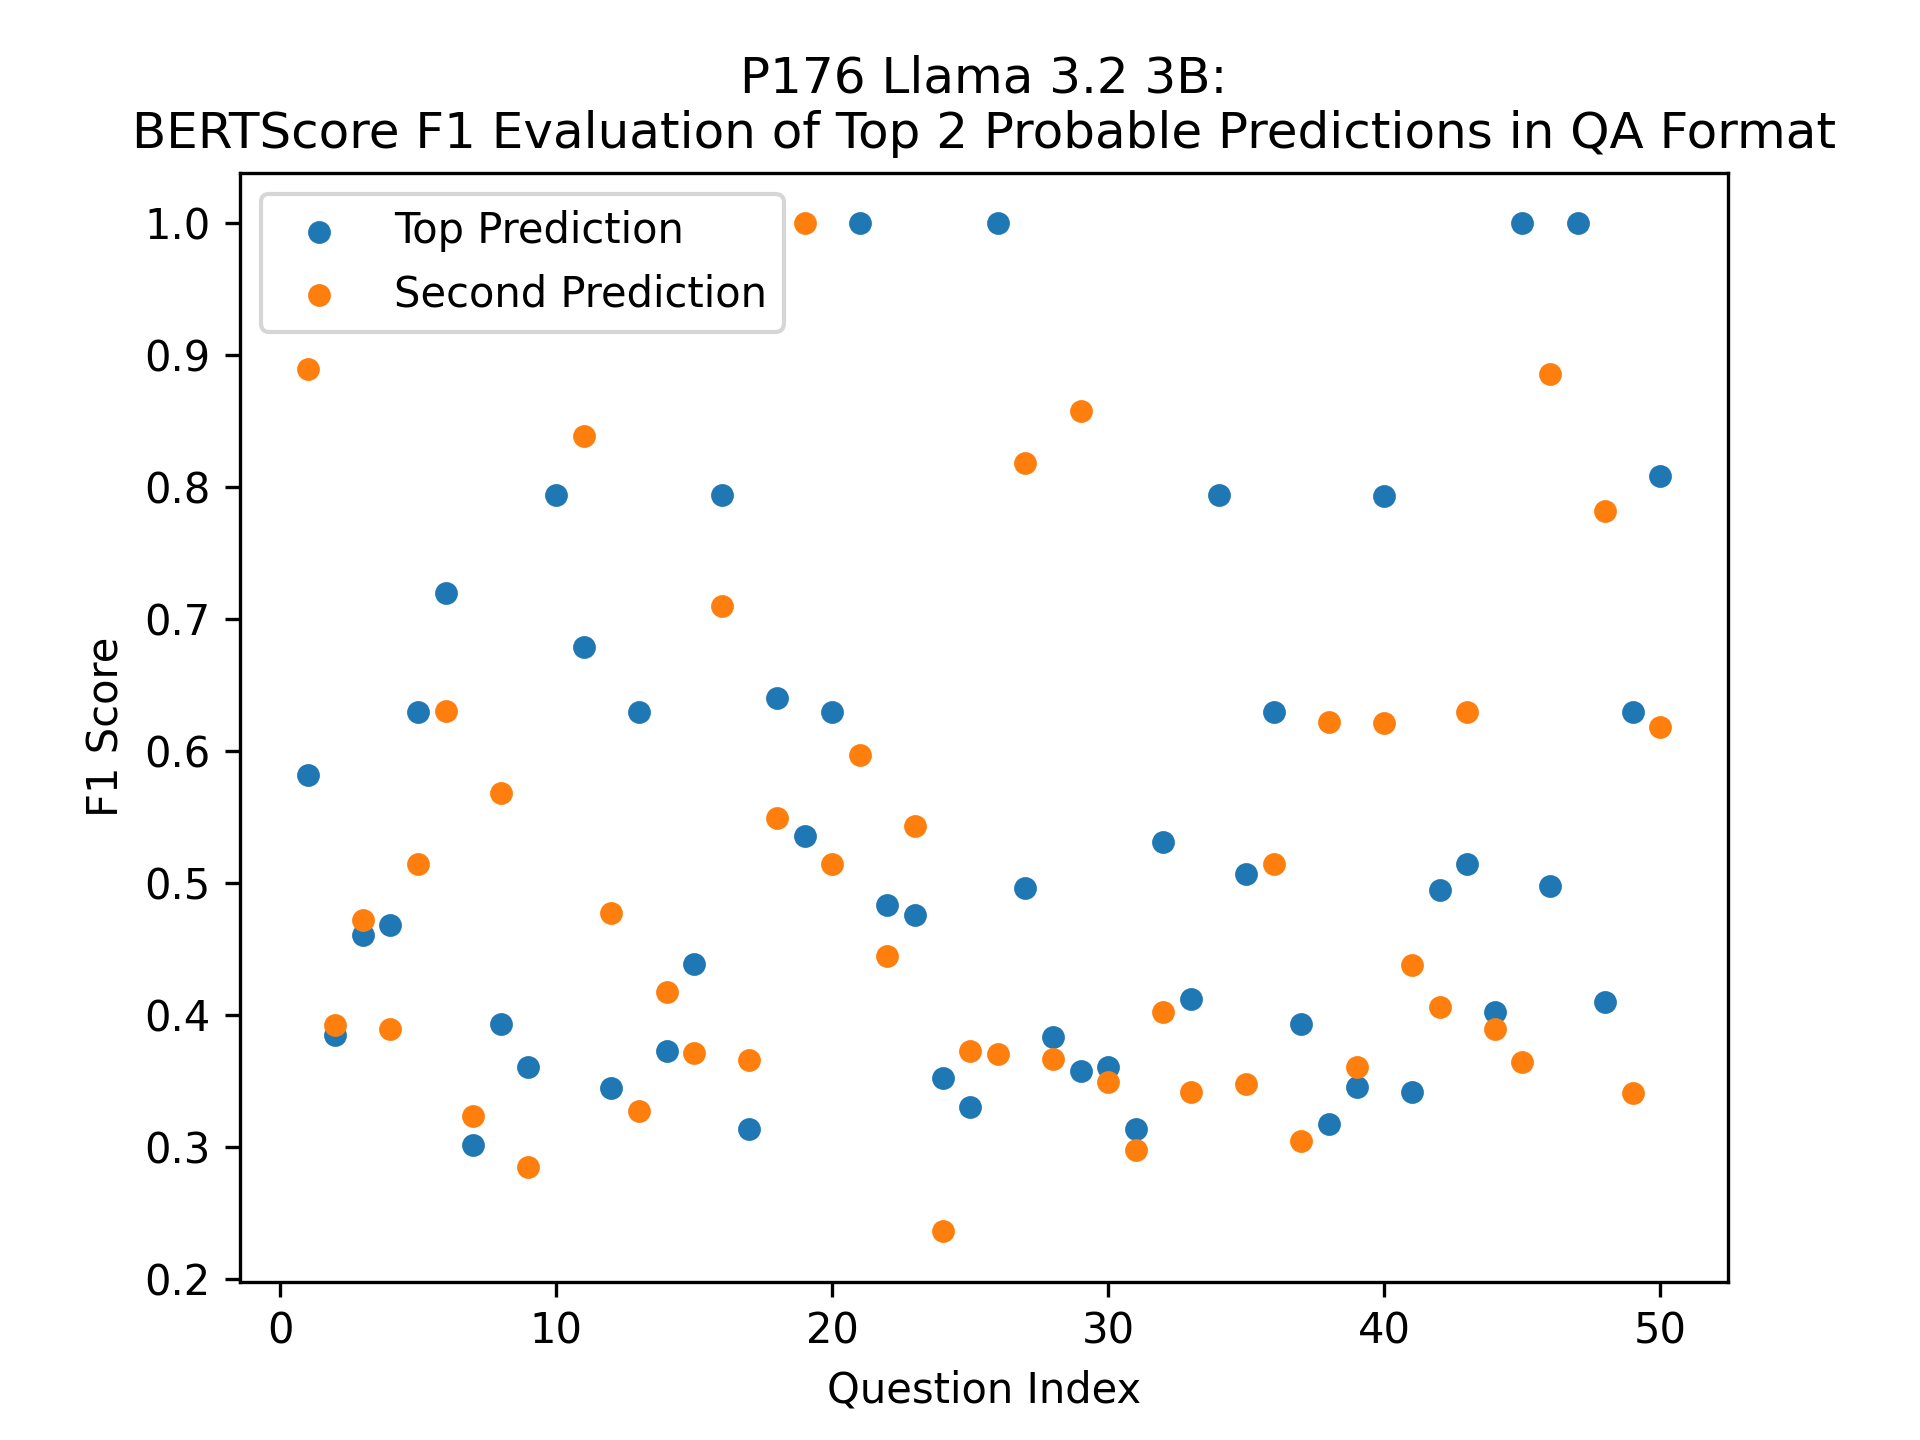 P176 Llama 3.2 3B:
BERTScore F1 Evaluation of Top 2 Probable Predictions in QA Format
Top Prediction
Second Prediction
1.0
0.9
0.8
0.7
0.6
0.5
0.4
0.3
0.2
F1 Score
0 10 20 30 40 50
Question Index